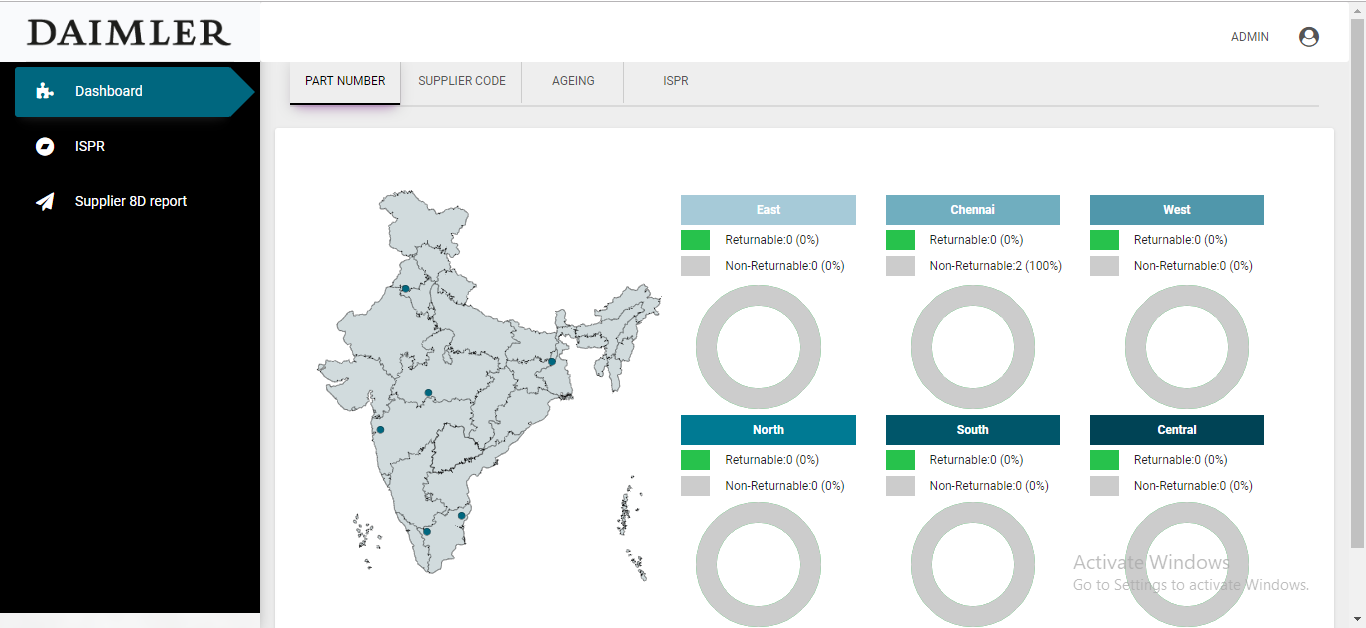 DAIMLER
ADMIN
Dashboard
ISPR
Supplier 8D report
PART NUMBER
SUPPLIER CODE
AGEING
ISPR
East
Returnable:0 (0%)
Non-Returnable:0 (0%)
Chennai
Returnable:0 (0%)
Non-Returnable:2 (100%)
West
Returnable:0 (0%)
Non-Returnable:0 (0%)
North
Returnable:0 (0%)
Non-Returnable:0 (0%)
South
Returnable:0 (0%)
Non-Returnable:0 (0%)
Central
Returnable:0 (0%)
Non-Returnable:0 (0%)
Activate Windows
Go to Settings to activate Windows.